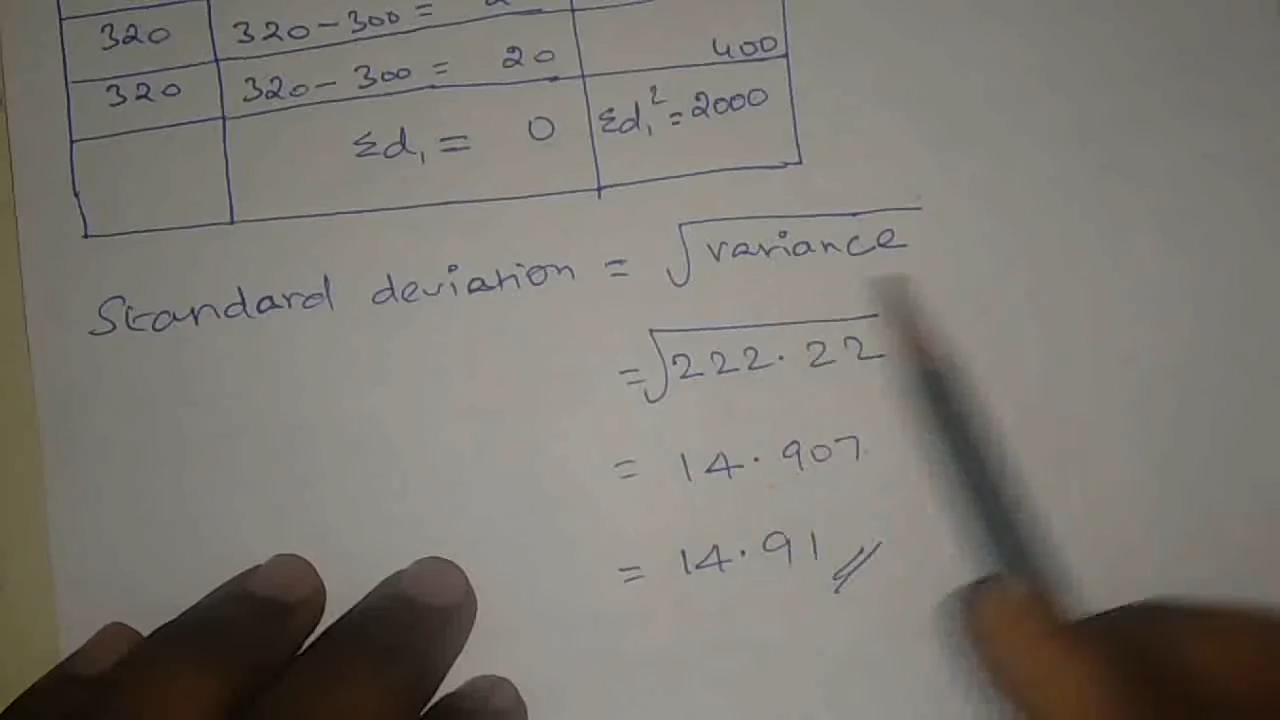 320 320-300 =
320 320-300 = 20 400
Σd₁ = 0 Σd₁² = 2000
Standard deviation = √variance
= √222.22
= 14.907
= 14.91 //